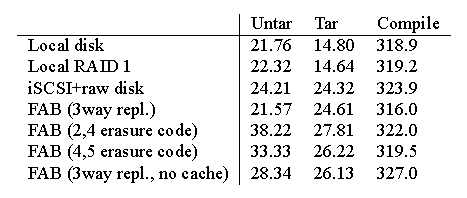 Untar Tar Compile
Local disk 21.76 14.80 318.9
Local RAID 1 22.32 14.64 319.2
iSCSI+raw disk 24.21 24.32 323.9
FAB (3way repl.) 21.57 24.61 316.0
FAB (2,4 erasure code) 38.22 27.81 322.0
FAB (4,5 erasure code) 33.33 26.22 319.5
FAB (3way repl., no cache) 28.34 26.13 327.0